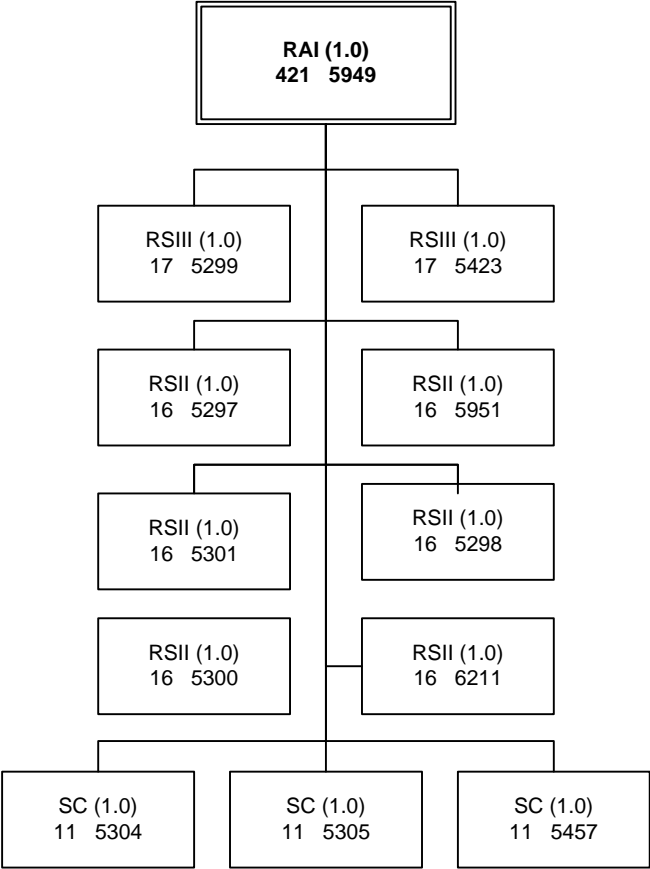 RAI (1.0)
421 5949
RSIII (1.0)
17 5299
RSIII (1.0)
17 5423
RSII (1.0)
16 5297
RSII (1.0)
16 5951
RSII (1.0)
16 5301
RSII (1.0)
16 5298
RSII (1.0)
16 5300
RSII (1.0)
16 6211
SC (1.0)
11 5304
SC (1.0)
11 5305
SC (1.0)
11 5457